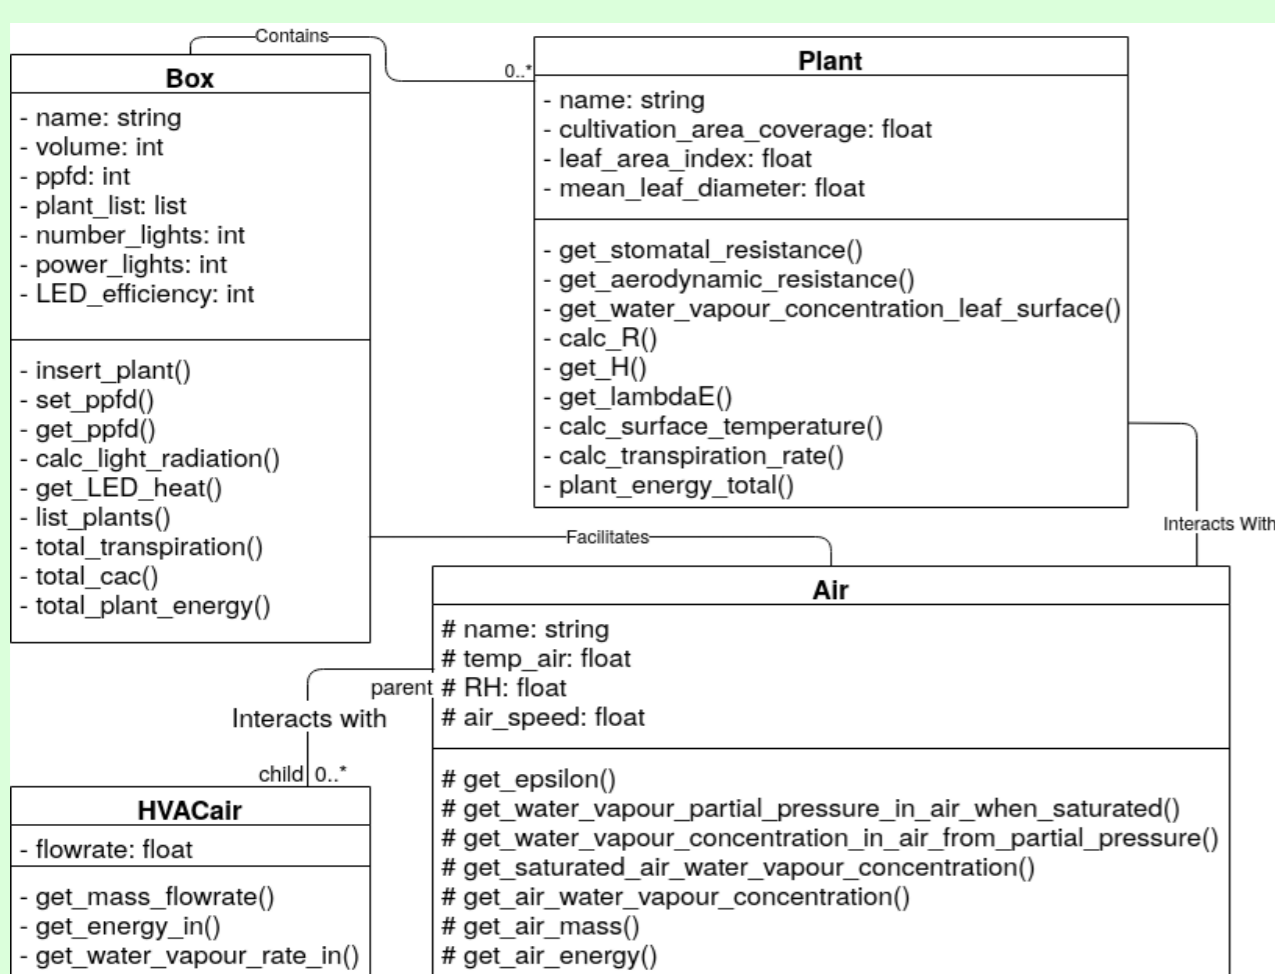 Contains
Box
- name: string
- volume: int
- ppfd: int
- plant_list: list
- number_lights: int
- power_lights: int
- LED_efficiency: int
- insert_plant()
- set_ppfd()
- get_ppfd()
- calc_light_radiation()
- get_LED_heat()
- list_plants()
- total_transpiration()
- total_cac()
- total_plant_energy()
0..*
Plant
- name: string
- cultivation_area_coverage: float
- leaf_area_index: float
- mean_leaf_diameter: float
- get_stomatal_resistance()
- get_aerodynamic_resistance()
- get_water_vapour_concentration_leaf_surface()
- calc_R()
- get_H()
- get_lambdaE()
- calc_surface_temperature()
- calc_transpiration_rate()
- plant_energy_total()
Interacts With
Facilitates
Air
# name: string
# temp_air: float
# RH: float
# air_speed: float
# get_epsilon()
# get_water_vapour_partial_pressure_in_air_when_saturated()
# get_water_vapour_concentration_in_air_from_partial_pressure()
# get_saturated_air_water_vapour_concentration()
# get_air_water_vapour_concentration()
# get_air_mass()
# get_air_energy()
parent
Interacts with
child 0..*
HVACair
- flowrate: float
- get_mass_flowrate()
- get_energy_in()
- get_water_vapour_rate_in()